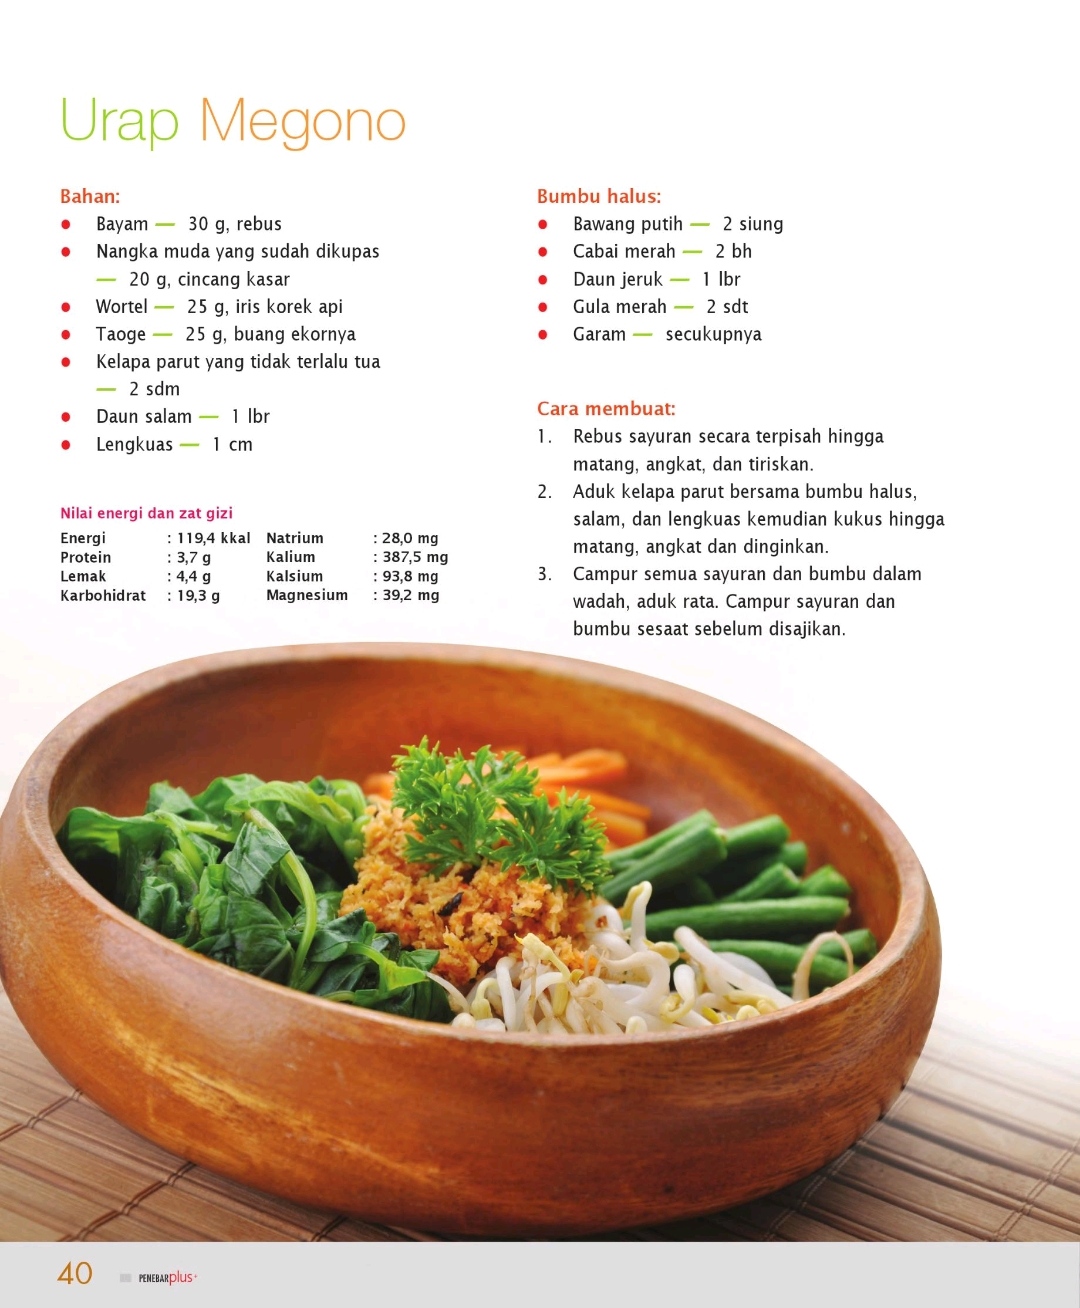 Urap Megono
Bahan:
● Bayam — 30 g, rebus
● Nangka muda yang sudah dikupas
— 20 g, cincang kasar
● Wortel — 25 g, iris korek api
● Taoge — 25 g, buang ekornya
● Kelapa parut yang tidak terlalu tua
— 2 sdm
● Daun salam — 1 lbr
● Lengkuas — 1 cm
Nilai energi dan zat gizi
Energi : 119,4 kkal Natrium : 28,0 mg
Protein : 3,7 g Kalium : 387,5 mg
Lemak : 4,4 g Kalsium : 93,8 mg
Karbohidrat : 19,3 g Magnesium : 39,2 mg
Bumbu halus:
● Bawang putih — 2 siung
● Cabai merah — 2 bh
● Daun jeruk — 1 lbr
● Gula merah — 2 sdt
● Garam — secukupnya
Cara membuat:
1. Rebus sayuran secara terpisah hingga
matang, angkat, dan tiriskan.
2. Aduk kelapa parut bersama bumbu halus,
salam, dan lengkuas kemudian kukus hingga
matang, angkat dan dinginkan.
3. Campur semua sayuran dan bumbu dalam
wadah, aduk rata. Campur sayuran dan
bumbu sesaat sebelum disajikan.
40 PENEBARplus+